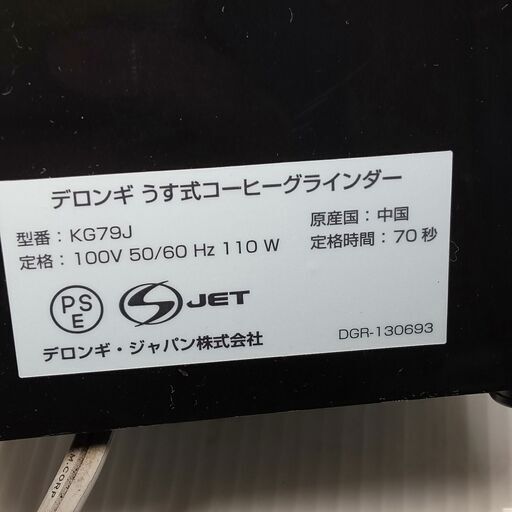 デロンギ うす式コーヒーグラインダー
型番：KG79J
原産国：中国
定格：100V 50/60 Hz 110 W
定格時間：70 秒
PS
E
S JET
デロンギ・ジャパン株式会社
DGR-130693
M.CORP